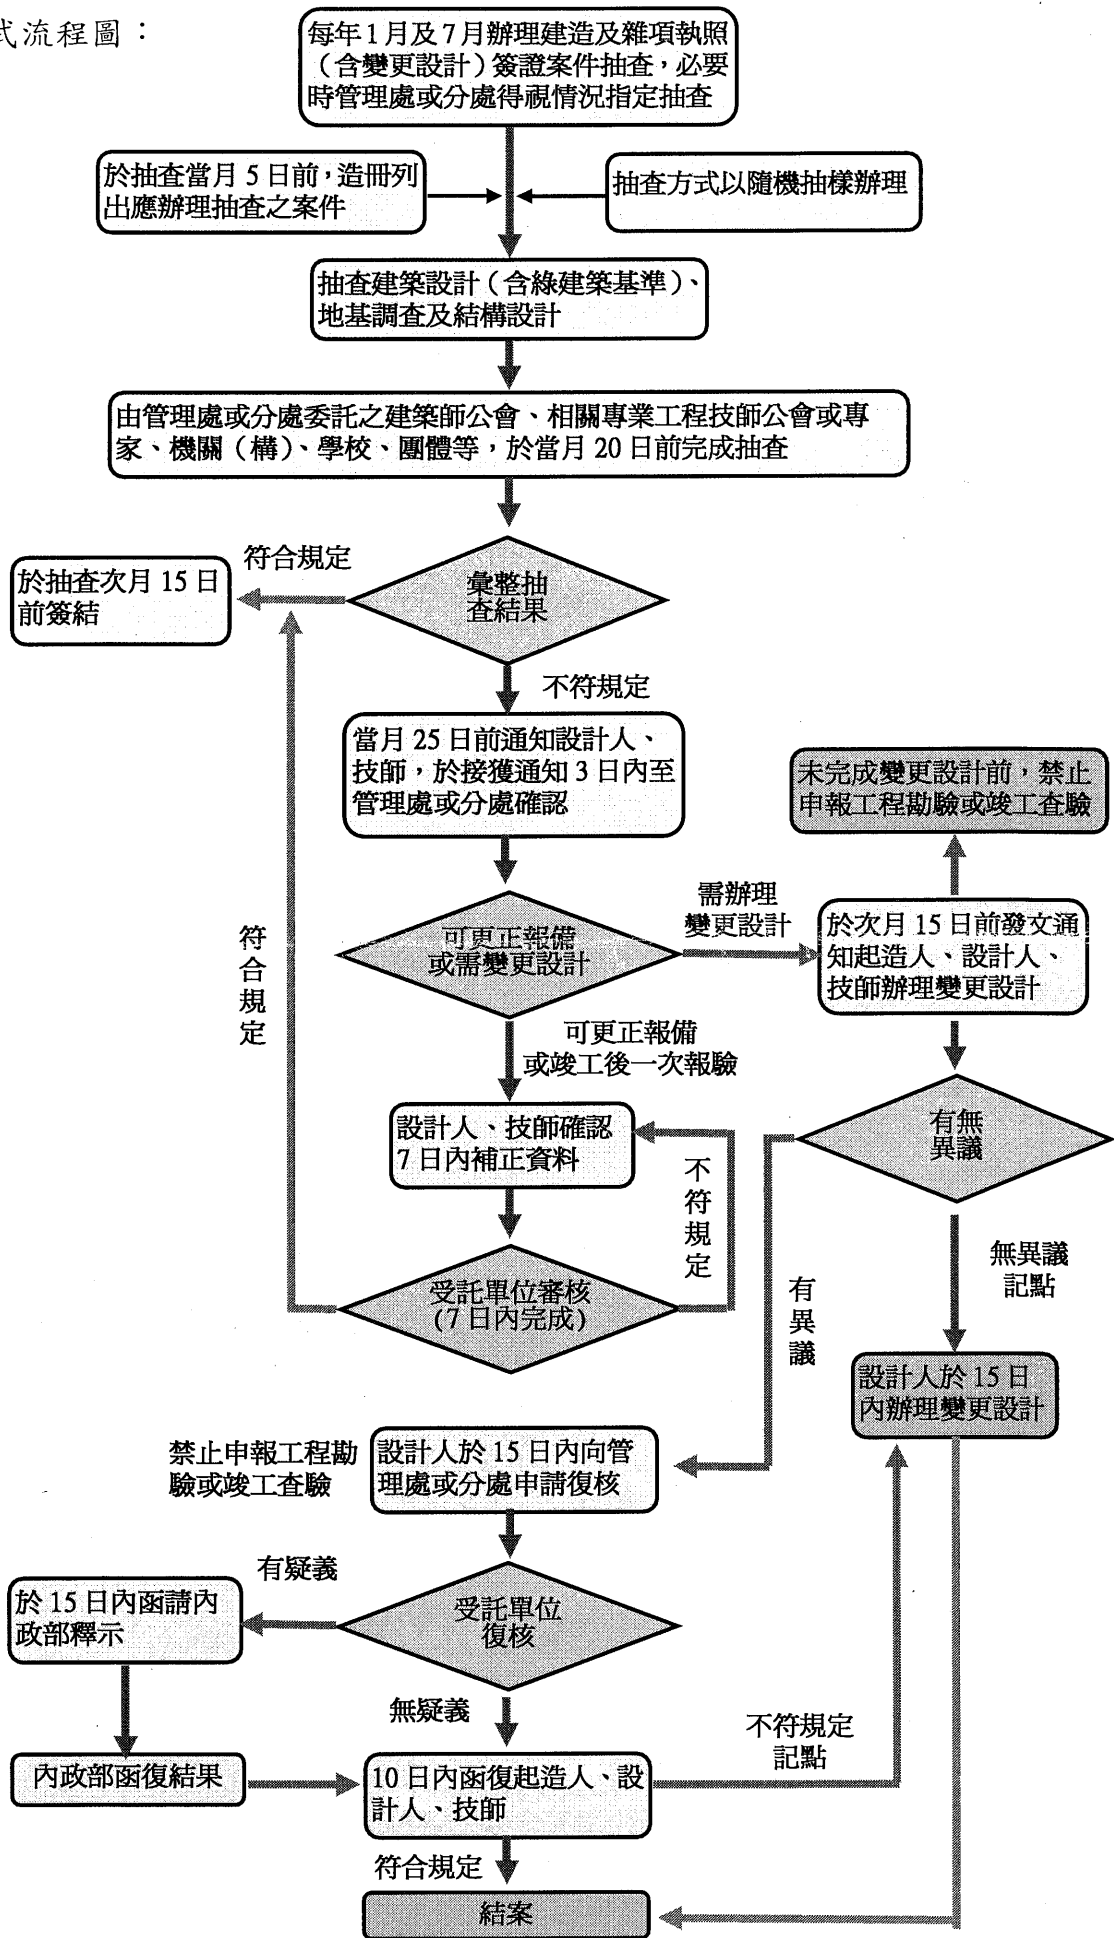 式流程圖：
每年1月及7月辦理建造及雜項執照
（含變更設計）簽證案件抽查，必要
時管理處或分處得視情況指定抽查
於抽查當月 5 日前，造冊列
出應辦理抽查之案件
抽查方式以隨機抽樣辦理
抽查建築設計（含綠建築基準）、
地基調查及結構設計
由管理處或分處委託之建築師公會、相關專業工程技師公會或專
家、機關（構）、學校、團體等，於當月 20 日前完成抽查
符合規定
於抽查次月 15 日
前簽結
彙整抽
查結果
不符規定
當月 25 日前通知設計人、
技師，於接獲通知 3 日內至
管理處或分處確認
未完成變更設計前，禁止
申報工程勘驗或竣工查驗
可更正報備
或需變更設計
需辦理
變更設計
於次月 15 日前發文通
知起造人、設計人、
技師辦理變更設計
符合規定
可更正報備
或竣工後一次報驗
設計人、技師確認
7 日內補正資料
不符規定
有無
異議
受託單位審核
(7 日內完成)
有異議
無異議
記點
設計人於 15 日
內辦理變更設計
禁止申報工程勘
驗或竣工查驗
設計人於 15 日內向管
理處或分處申請復核
有疑義
於 15 日內函請內
政部釋示
受託單位
復核
無疑義
內政部函復結果
10 日內函復起造人、設
計人、技師
不符規定
記點
符合規定
結案